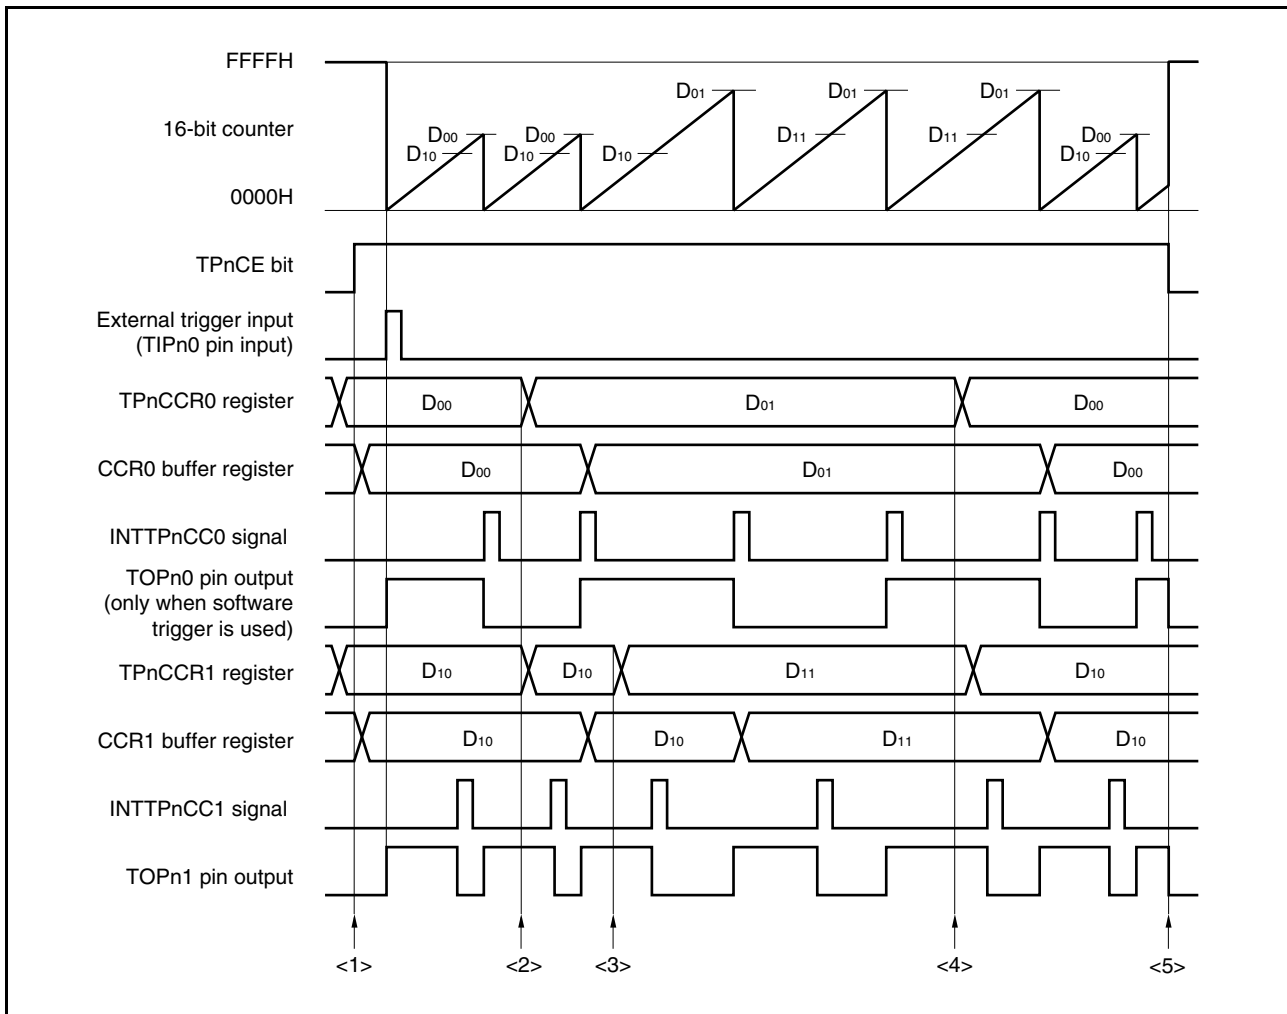 FFFFH
16-bit counter
0000H
D00 D00 D01 D01 D01 D00
D10 D10 D10 D11 D11 D10
TPnCE bit
External trigger input
(TIPn0 pin input)
TPnCCR0 register D00 D01 D00
CCR0 buffer register D00 D01 D00
INTTPnCC0 signal
TOPn0 pin output
(only when software
trigger is used)
TPnCCR1 register D10 D10 D11 D10
CCR1 buffer register D10 D10 D11 D10
INTTPnCC1 signal
TOPn1 pin output
<1> <2> <3> <4> <5>